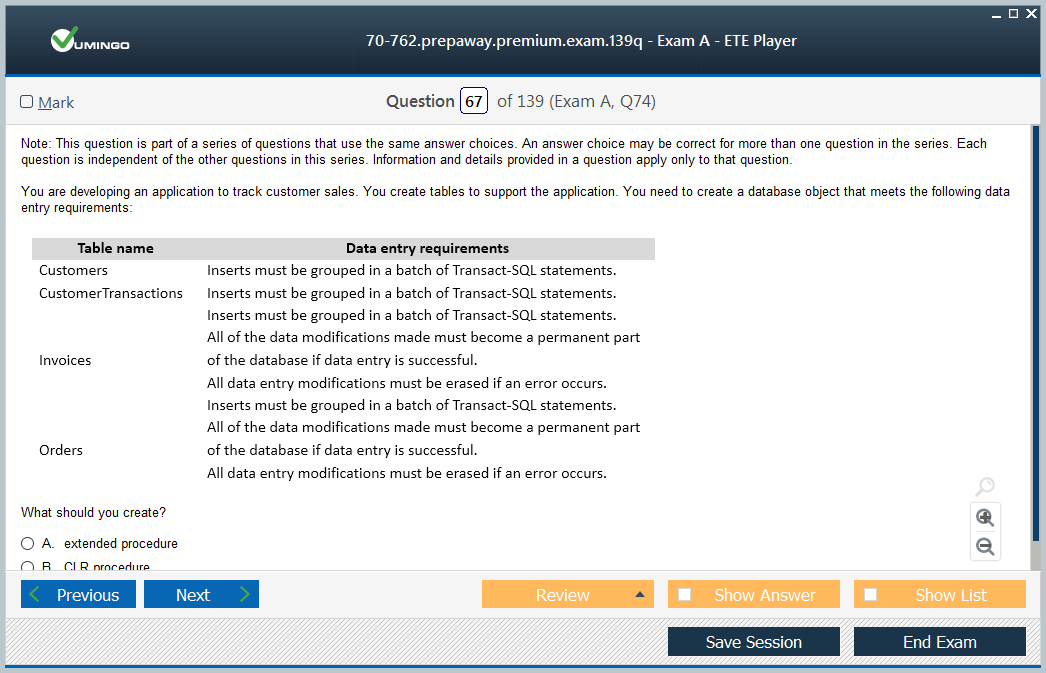 VUMINGO
70-762.prepaway.premium.exam.139q - Exam A - ETE Player
Mark
Question 67 of 139 (Exam A, Q74)
Note: This question is part of a series of questions that use the same answer choices. An answer choice may be correct for more than one question in the series. Each
question is independent of the other questions in this series. Information and details provided in a question apply only to that question.
You are developing an application to track customer sales. You create tables to support the application. You need to create a database object that meets the following data
entry requirements:
Table name Data entry requirements
Customers Inserts must be grouped in a batch of Transact-SQL statements.
CustomerTransactions Inserts must be grouped in a batch of Transact-SQL statements.
Inserts must be grouped in a batch of Transact-SQL statements.
All of the data modifications made must become a permanent part
Invoices of the database if data entry is successful.
All data entry modifications must be erased if an error occurs.
Inserts must be grouped in a batch of Transact-SQL statements.
All of the data modifications made must become a permanent part
Orders of the database if data entry is successful.
All data entry modifications must be erased if an error occurs.
What should you create?
A. extended procedure
B. CLR procedure
Previous Next Review Show Answer Show List
Save Session End Exam